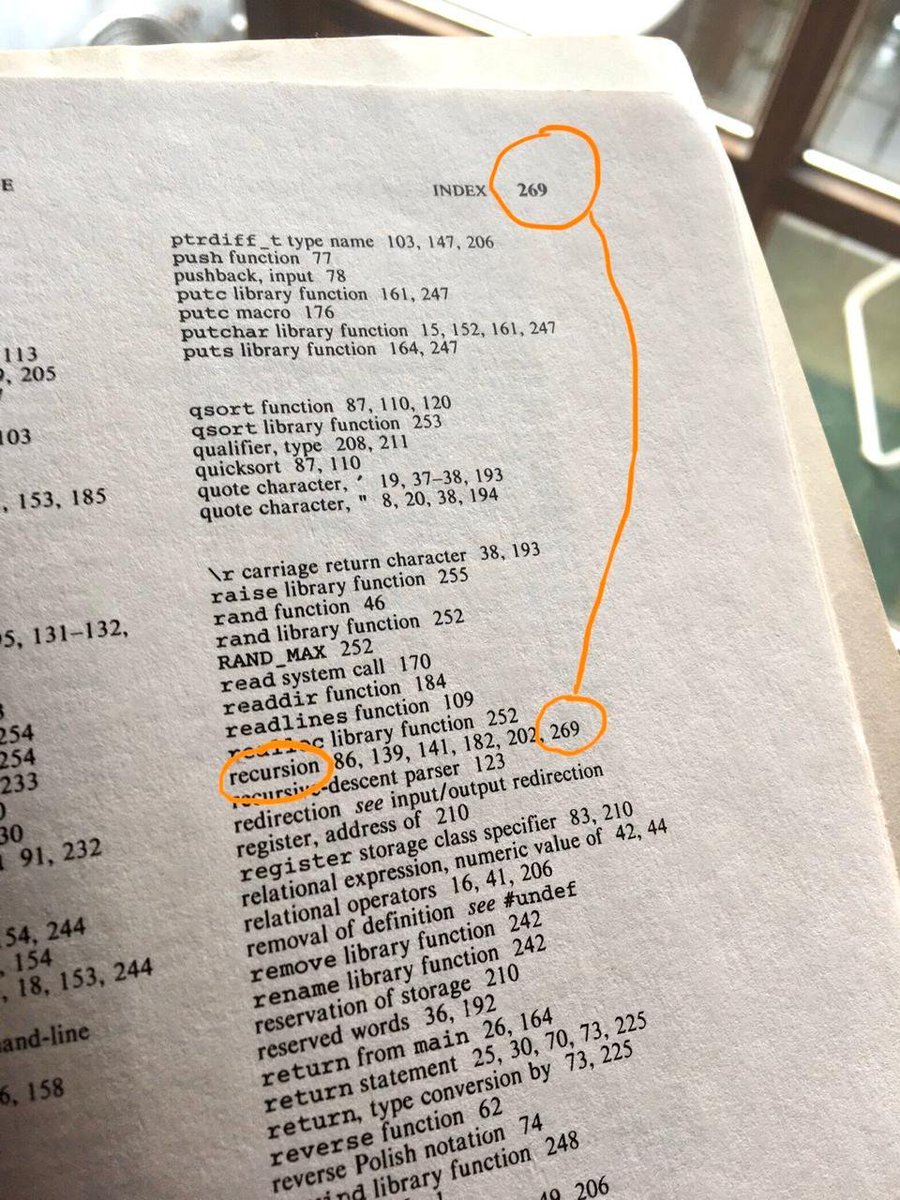 E
INDEX 269
113
, 205
103
, 153, 185
95, 131–132,
254
254
233
30
91, 232
54, 244
, 154
, 18, 153, 244
and-line
6, 158
ptrdiff_t type name 103, 147, 206
push function 77
pushback, input 78
putc library function 161, 247
putc macro 176
putchar library function 15, 152, 161, 247
puts library function 164, 247
qsort function 87, 110, 120
qsort library function 253
qualifier, type 208, 211
quicksort 87, 110
quote character, ' 19, 37–38, 193
quote character, " 8, 20, 38, 194
\r carriage return character 38, 193
raise library function 255
rand function 46
rand library function 252
RAND_MAX 252
read system call 170
readdir function 184
readlines function 109
realloc library function 252
recursion 86, 139, 141, 182, 202, 269
recursive-descent parser 123
redirection see input/output redirection
register, address of 210
register storage class specifier 83, 210
relational expression, numeric value of 42, 44
relational operators 16, 41, 206
removal of definition see #undef
remove library function 242
rename library function 242
reservation of storage 210
reserved words 36, 192
return from main 26, 164
return statement 25, 30, 70, 73, 225
return, type conversion by 73, 225
reverse function 62
reverse Polish notation 74
ind library function 248
49, 206